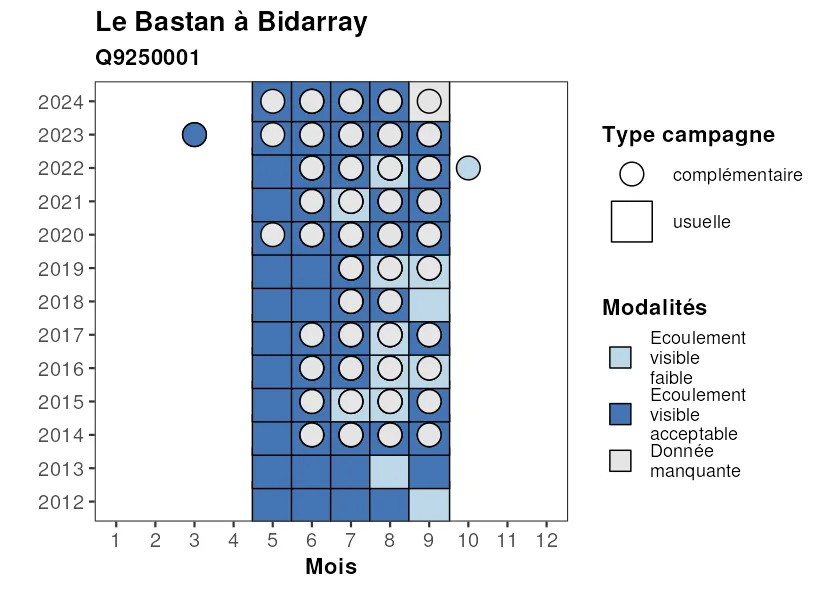 Le Bastan à Bidarray
Q9250001
2024
2023
2022
2021
2020
2019
2018
2017
2016
2015
2014
2013
2012
1 2 3 4 5 6 7 8 9 10 11 12
Mois
Type campagne
complémentaire
usuelle
Modalités
Ecoulement
visible
faible
Ecoulement
visible
acceptable
Donnée
manquante